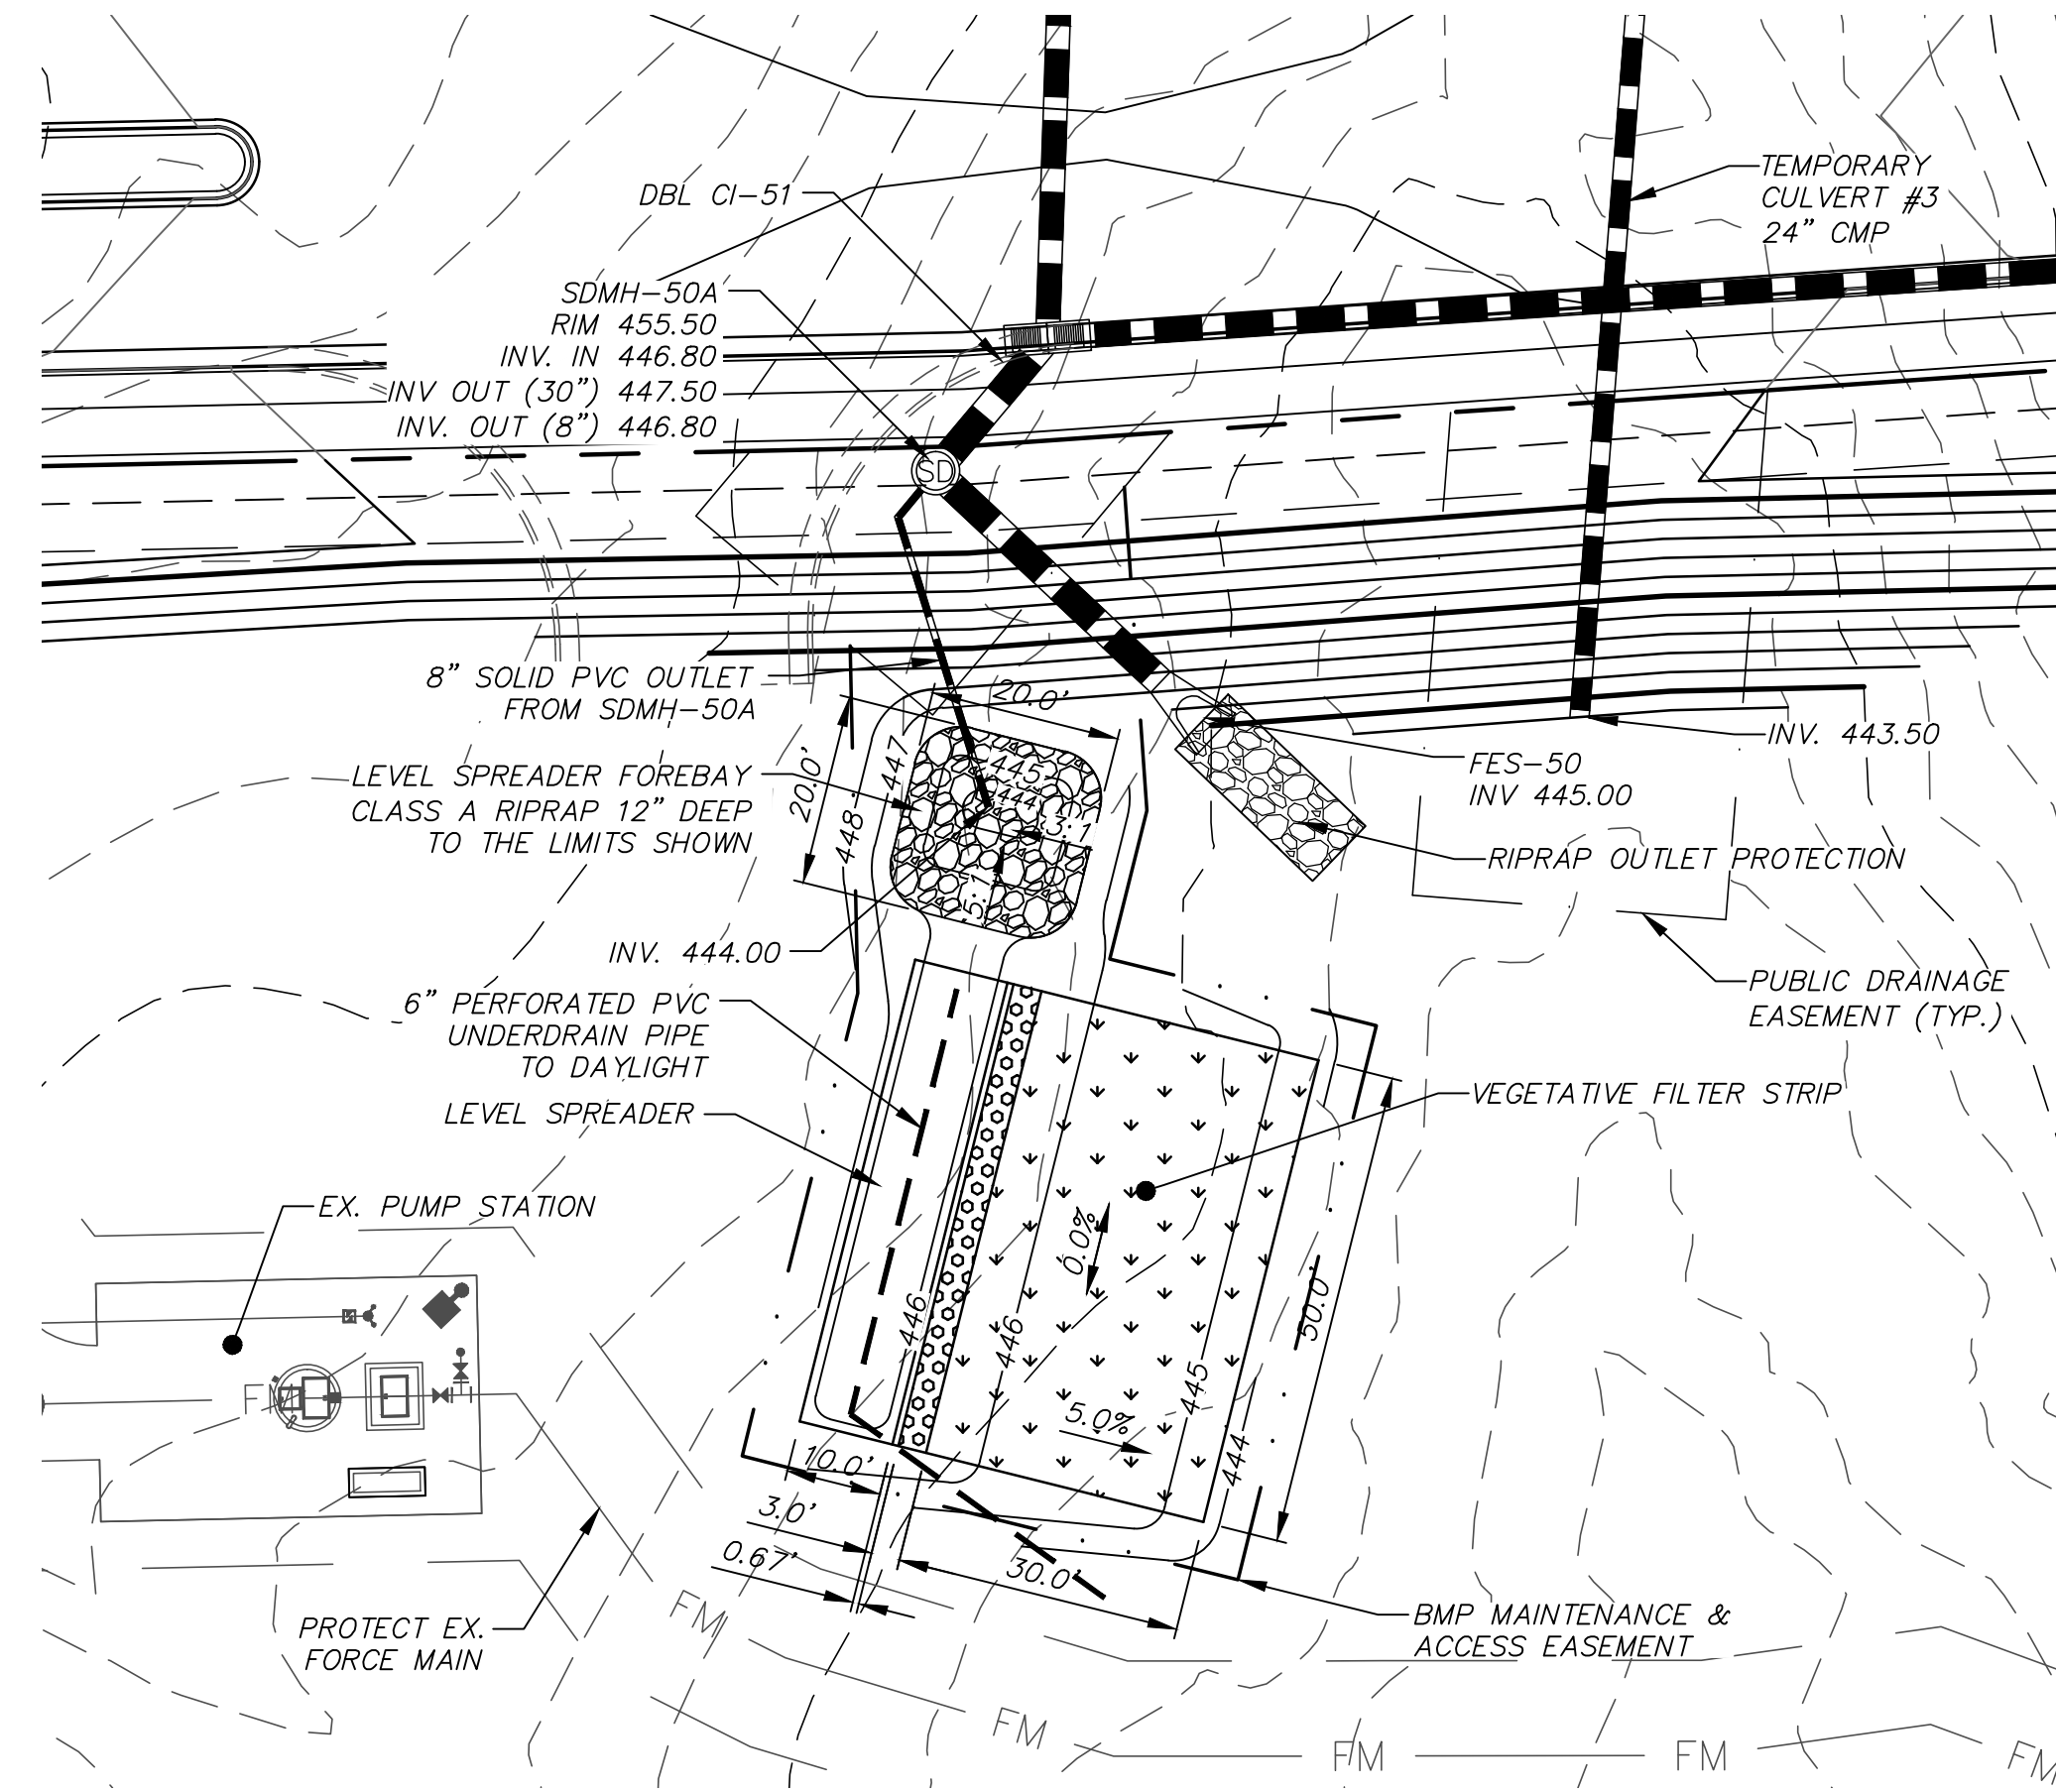 TEMPORARY
CULVERT #3
24” CMP
DBL CI-51
SDMH-50A
RIM 455.50
INV. IN 446.80
INV OUT (30”) 447.50
INV. OUT (8”) 446.80
SD
8” SOLID PVC OUTLET
FROM SDMH-50A
20.0’
20.0’
447
448
445
444
3:1
5:1
INV. 443.50
FES-50
INV 445.00
LEVEL SPREADER FOREBAY
CLASS A RIPRAP 12” DEEP
TO THE LIMITS SHOWN
RIPRAP OUTLET PROTECTION
INV. 444.00
PUBLIC DRAINAGE
EASEMENT (TYP.)
6” PERFORATED PVC
UNDERDRAIN PIPE
TO DAYLIGHT
LEVEL SPREADER
VEGETATIVE FILTER STRIP
EX. PUMP STATION
0.0%
50.0’
446
446
445
444
5.0%
FM
10.0’
3.0’
0.67’
30.0’
BMP MAINTENANCE &
ACCESS EASEMENT
PROTECT EX.
FORCE MAIN
FM
FM
FM
FM
FM